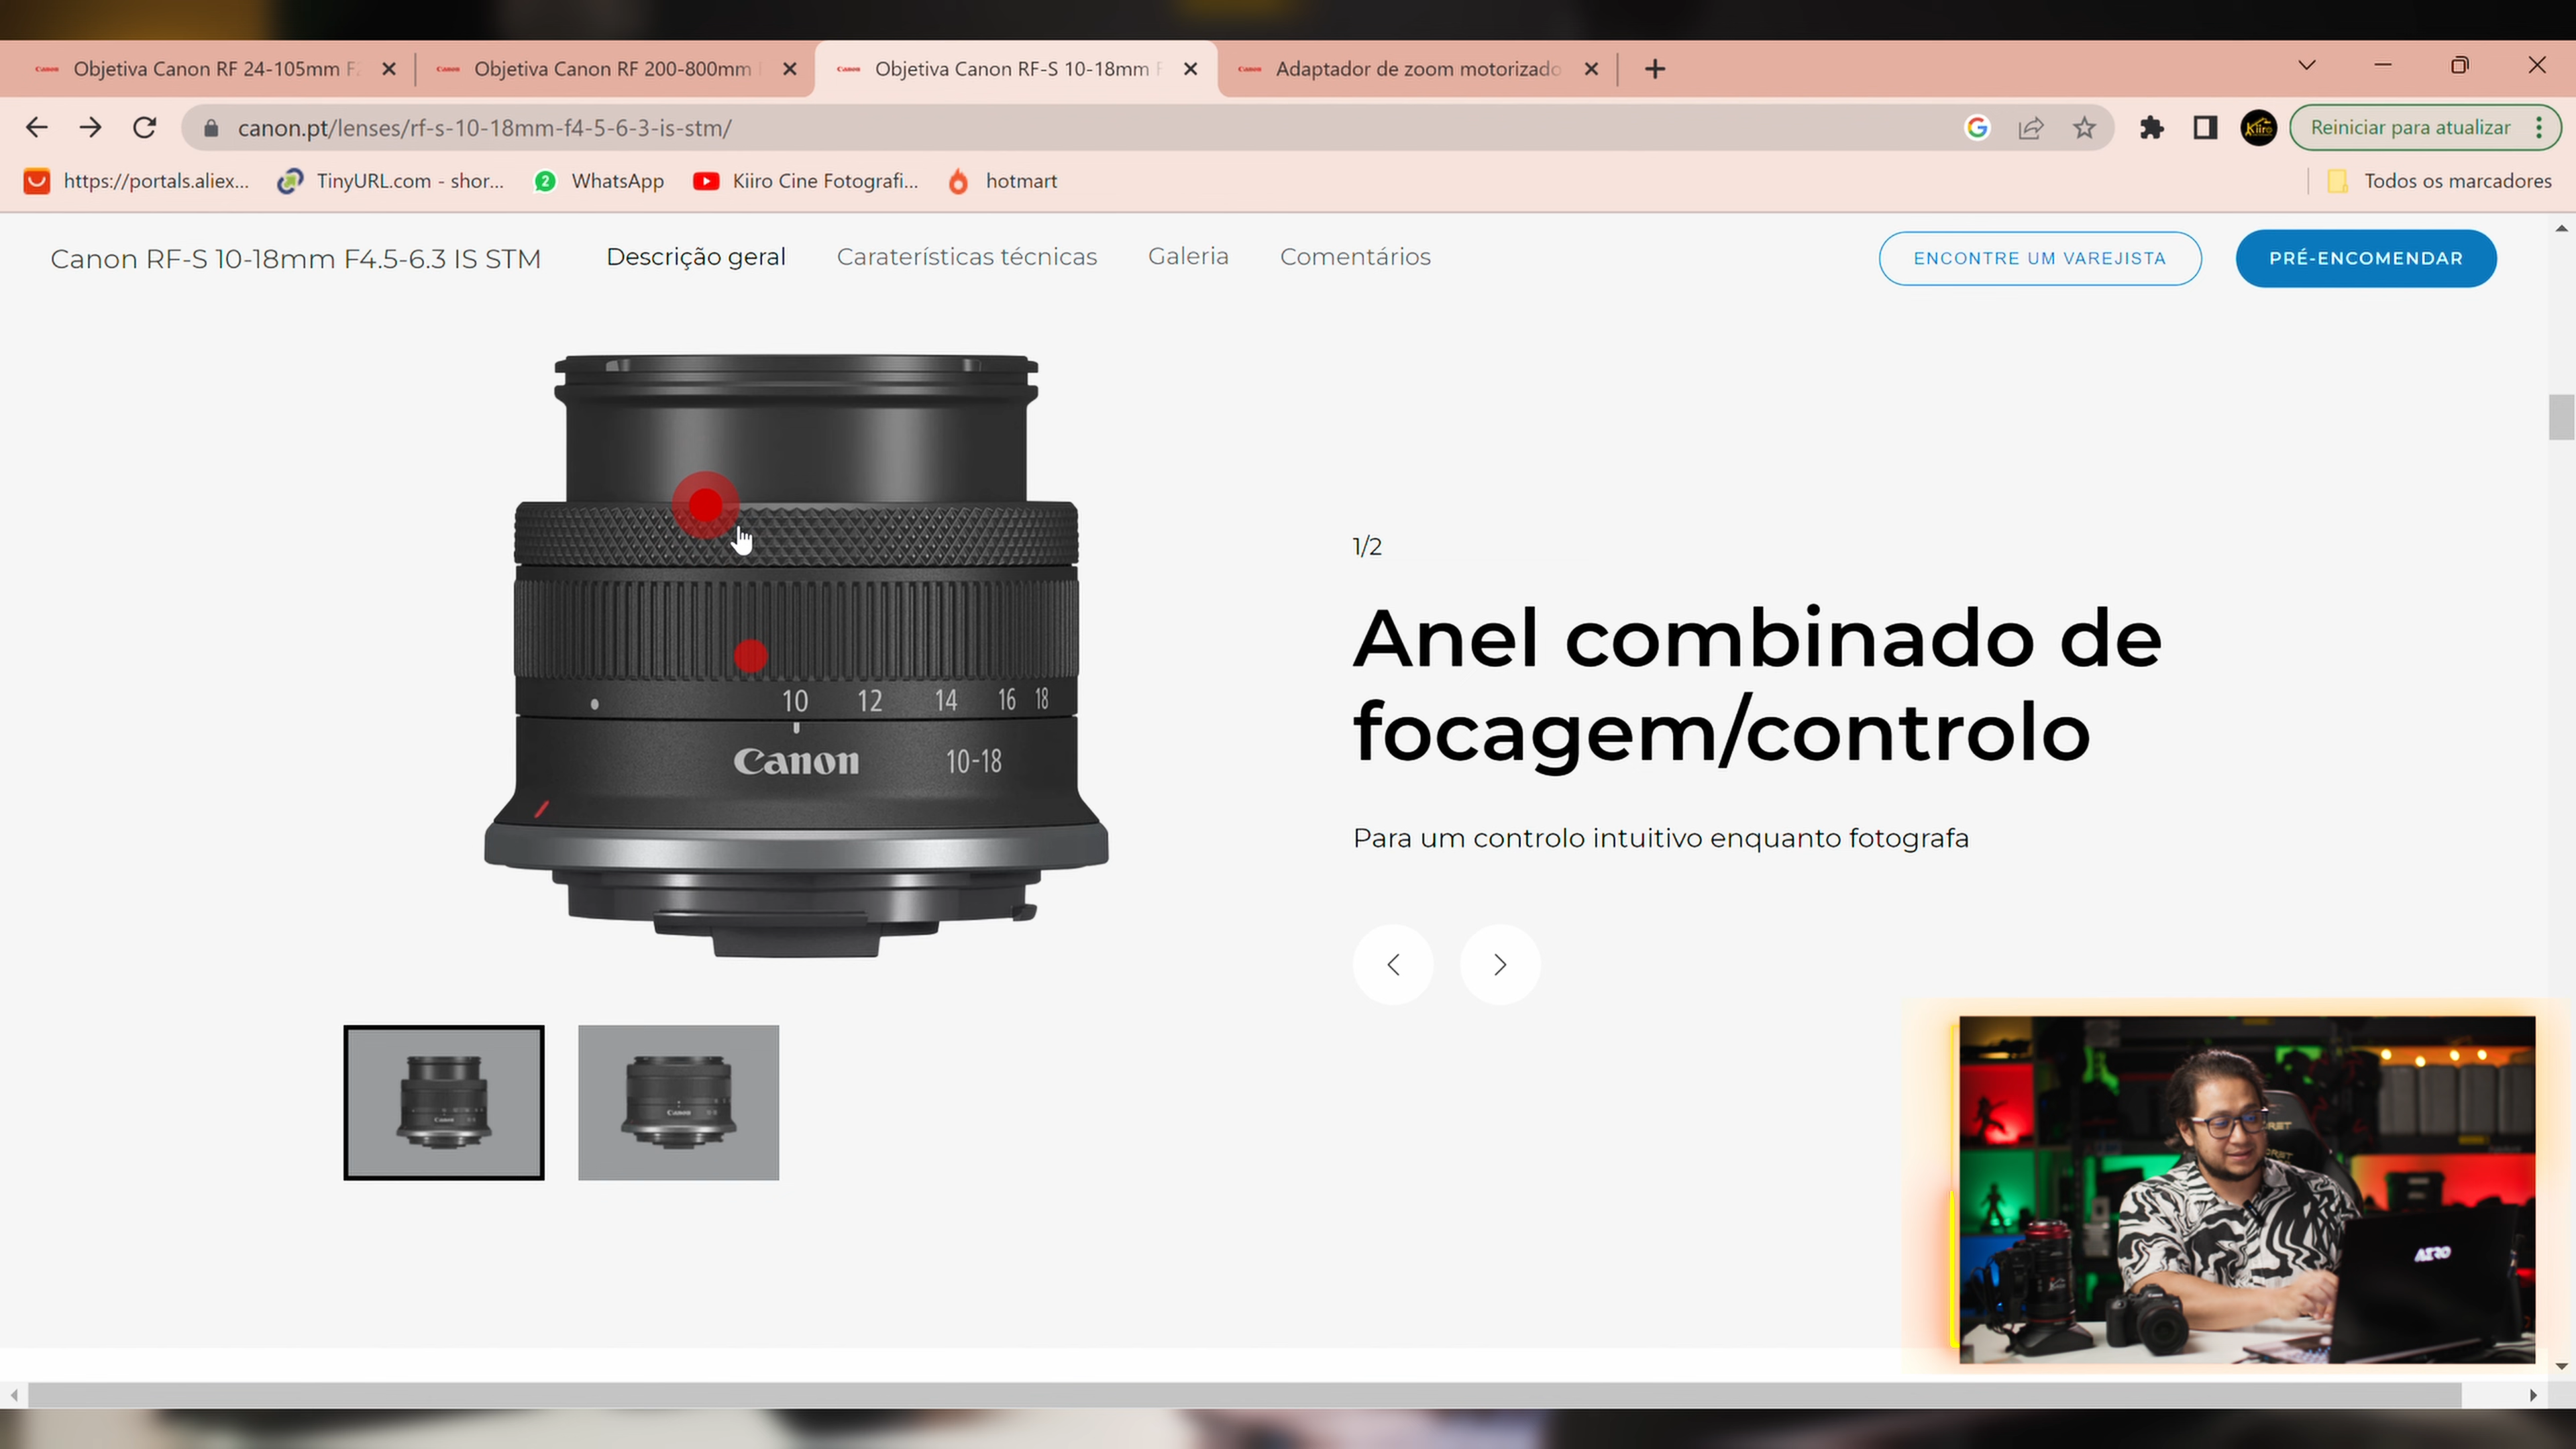 Objetiva Canon RF 24-105mm F
Objetiva Canon RF 200-800mm
Objetiva Canon RF-S 10-18mm F
Adaptador de zoom motorizado
canon.pt/lenses/rf-s-10-18mm-f4-5-6-3-is-stm/
Reiniciar para atualizar
https://portals.aliex...
TinyURL.com - shor...
2
WhatsApp
Kiiro Cine Fotografi...
hotmart
Todos os marcadores
Canon RF-S 10-18mm F4.5-6.3 IS STM
Descrição geral
Caraterísticas técnicas
Galeria
Comentários
ENCONTRE UM VAREJISTA
PRÉ-ENCOMENDAR
10 12 14 16 18
Canon 10-18
1/2
Anel combinado de
focagem/controlo
Para um controlo intuitivo enquanto fotografa